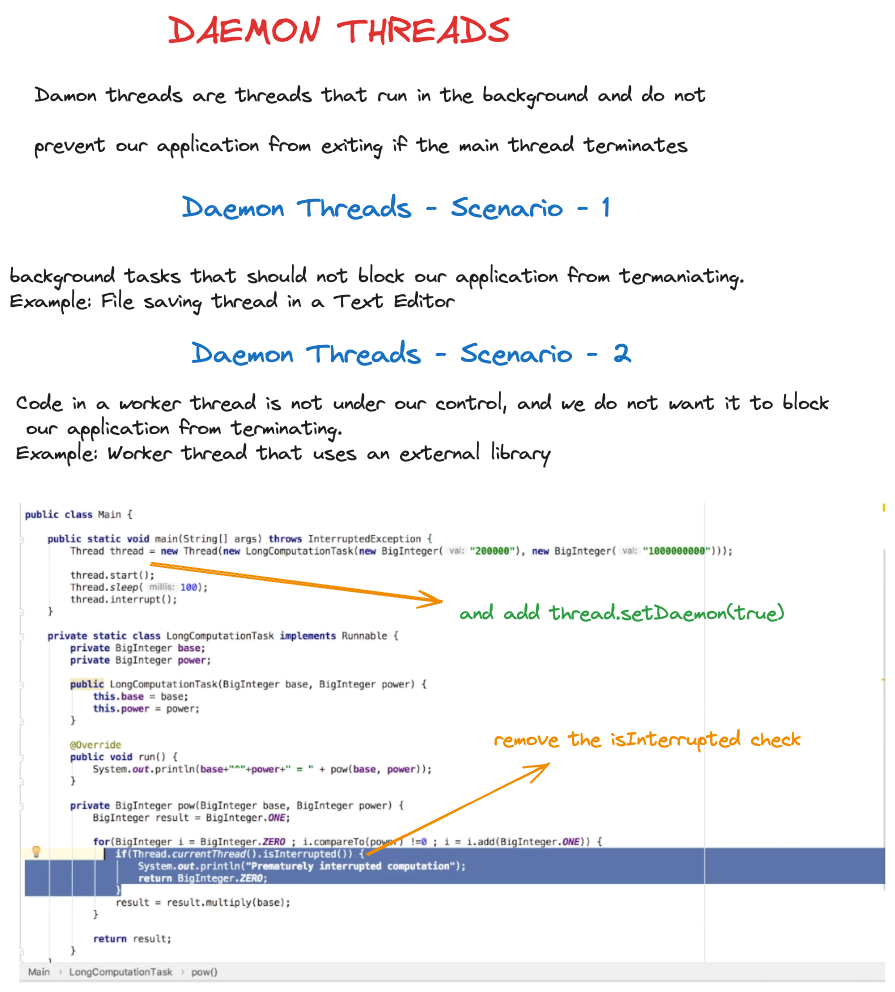 DAEMON THREADS
Damon threads are threads that run in the background and do not
prevent our application from exiting if the main thread terminates
Daemon Threads - Scenario - 1
background tasks that should not block our application from termaniating.
Example: File saving thread in a Text Editor
Daemon Threads - Scenario - 2
Code in a worker thread is not under our control, and we do not want it to block
our application from terminating.
Example: Worker thread that uses an external library
public class Main {
public static void main(String[] args) throws InterruptedException {
Thread thread = new Thread(new LongComputationTask(new BigInteger( val: "200000"), new BigInteger( val: "1000000000")));
thread.start();
Thread.sleep( millis: 100);
thread.interrupt();
}
and add thread.setDaemon(true)
private static class LongComputationTask implements Runnable {
private BigInteger base;
private BigInteger power;
public LongComputationTask(BigInteger base, BigInteger power) {
this.base = base;
this.power = power;
}
remove the isInterrupted check
@Override
public void run() {
System.out.println(base+"^"+power+" = " + pow(base, power));
}
private BigInteger pow(BigInteger base, BigInteger power) {
BigInteger result = BigInteger.ONE;
for(BigInteger i = BigInteger.ZERO ; i.compareTo(power) !=0 ; i = i.add(BigInteger.ONE)) {
if(Thread.currentThread().isInterrupted()) {
System.out.println("Prematurely interrupted computation");
return BigInteger.ZERO;
}
result = result.multiply(base);
}
return result;
}
}
Main > LongComputationTask > pow()